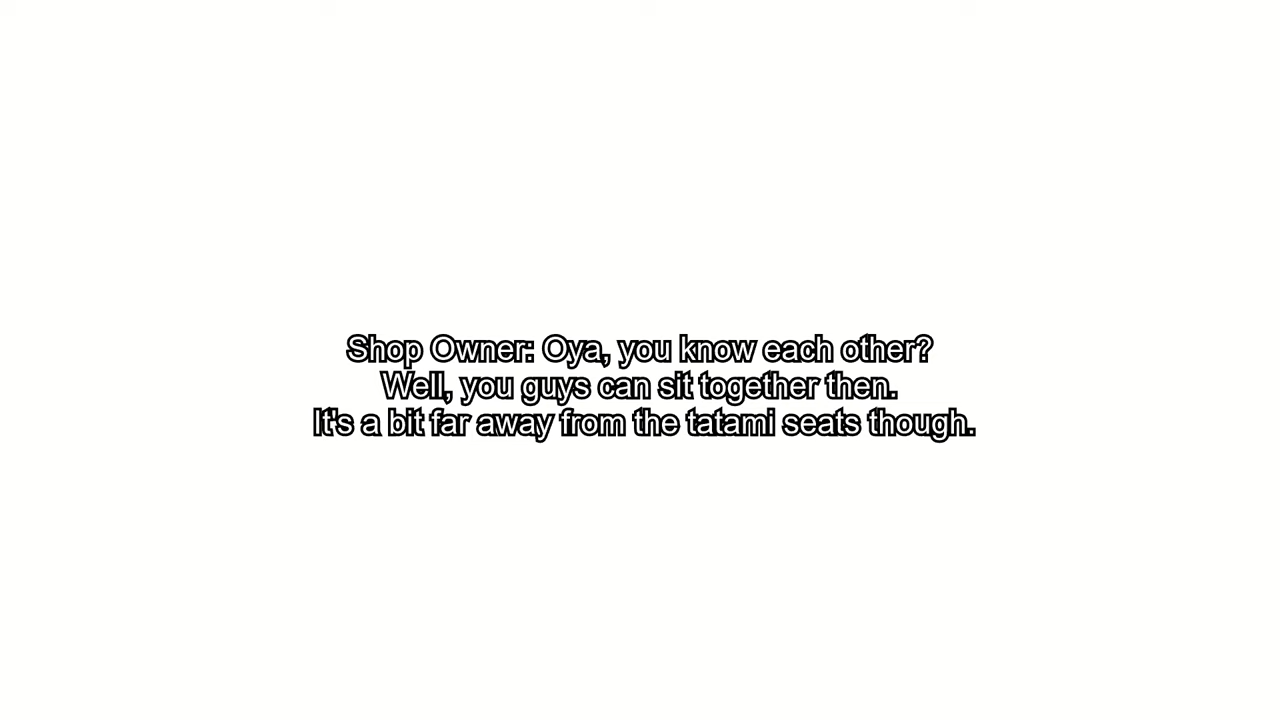 Shop Owner: Oya, you know each other?
Well, you guys can sit together then.
It's a bit far away from the tatami seats though.